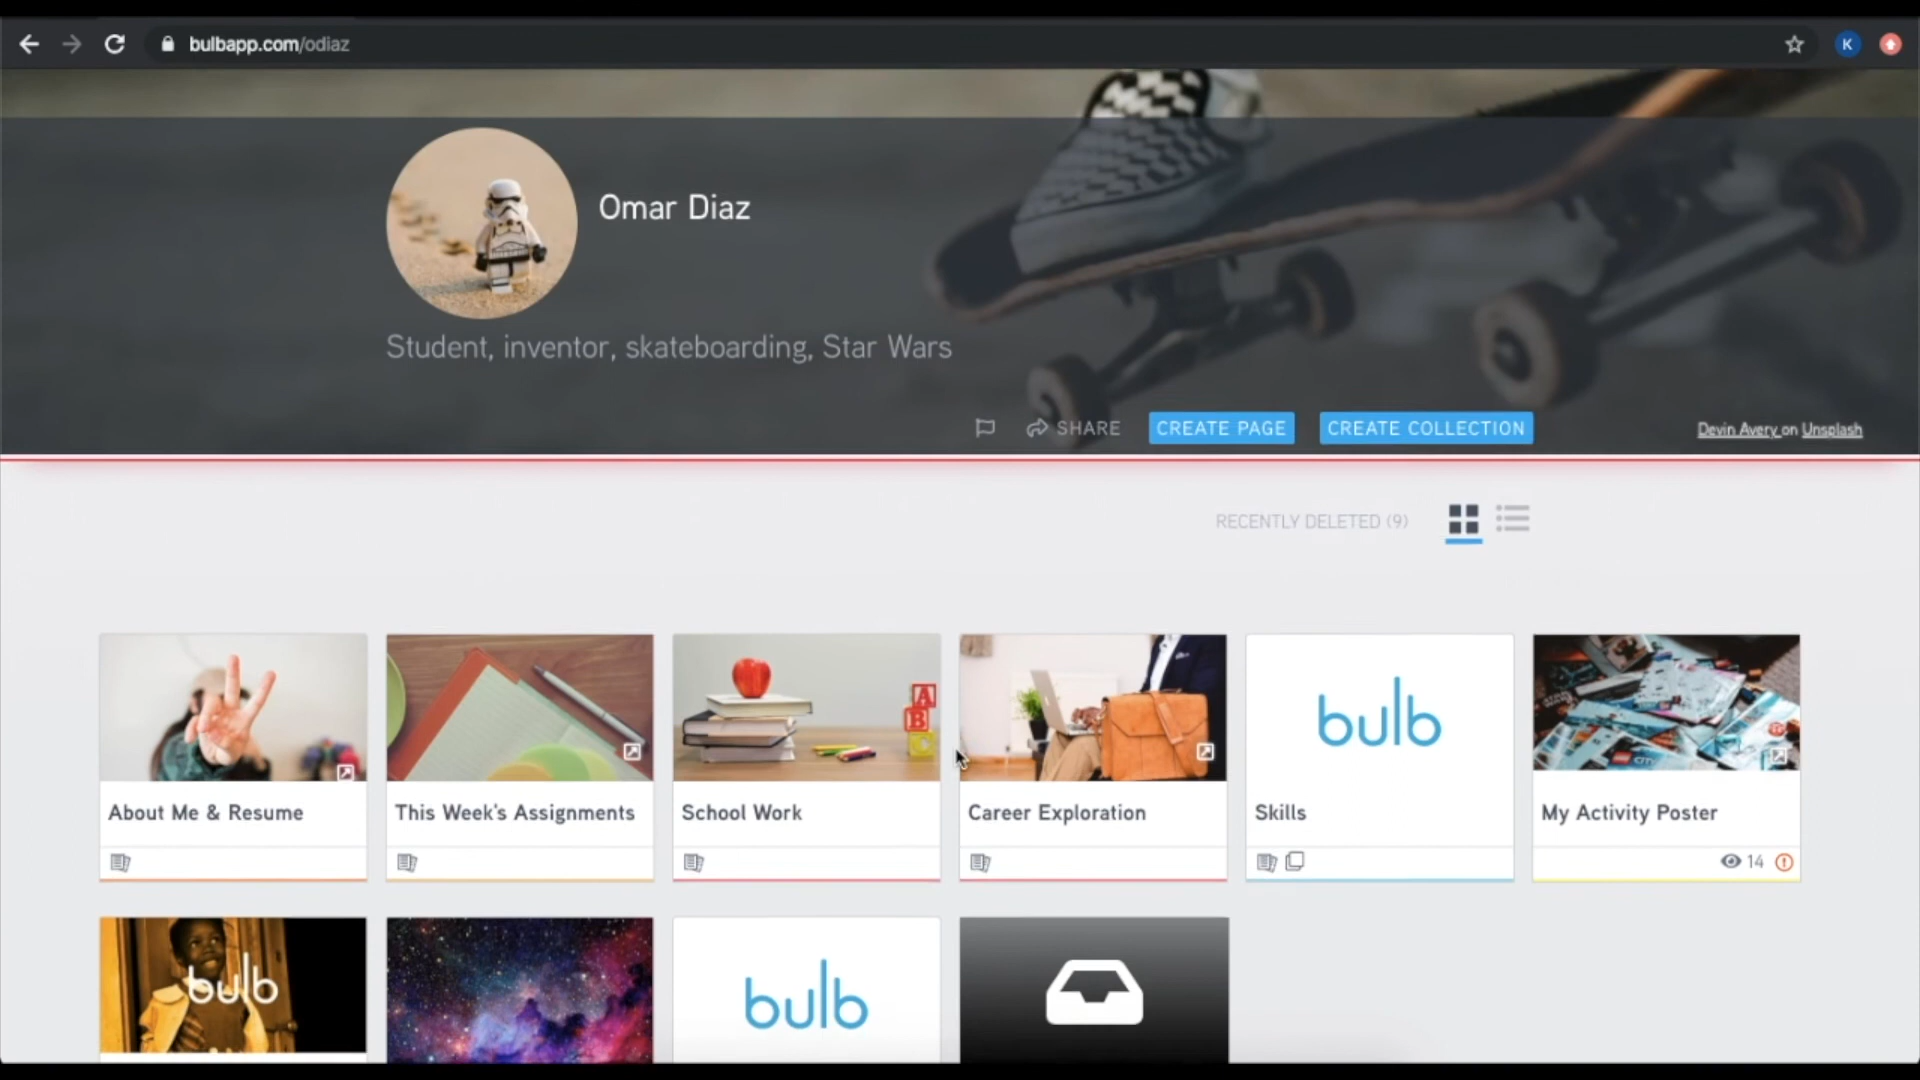 bulbapp.com/odiaz
K
Omar Diaz
Student, inventor, skateboarding, Star Wars
SHARE
CREATE PAGE
CREATE COLLECTION
Devin Avery on Unsplash
RECENTLY DELETED (9)
A
B
bulb
LEGO
CITY
About Me & Resume
This Week's Assignments
School Work
Career Exploration
Skills
My Activity Poster
14
bulb
bulb